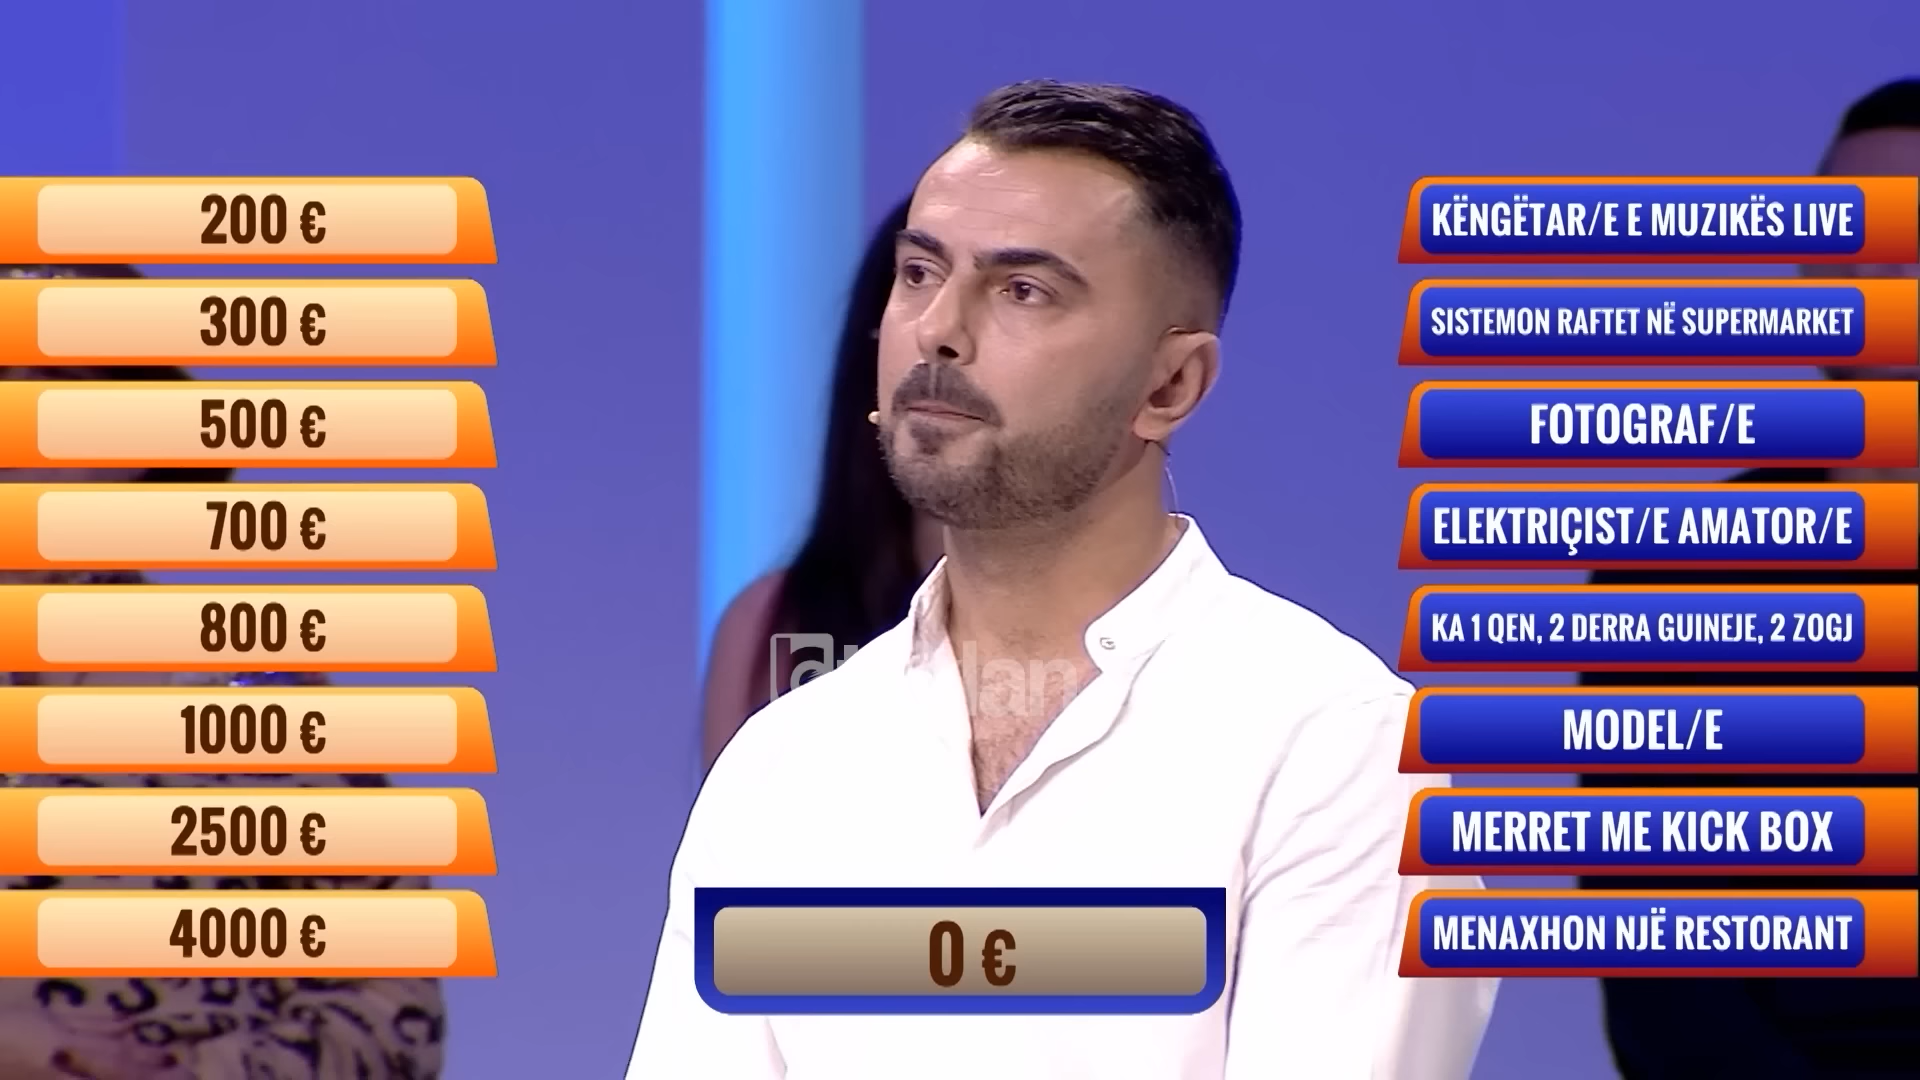 200 €
300 €
500 €
700 €
800 €
1000 €
2500 €
4000 €
KËNGËTAR/E E MUZIKËS LIVE
SISTEMON RAFTET NË SUPERMARKET
FOTOGRAF/E
ELEKTRIÇIST/E AMATOR/E
KA 1 QEN, 2 DERRA GUINEJE, 2 ZOGJ
MODEL/E
MERRET ME KICK BOX
MENAXHON NJË RESTORANT
0 €